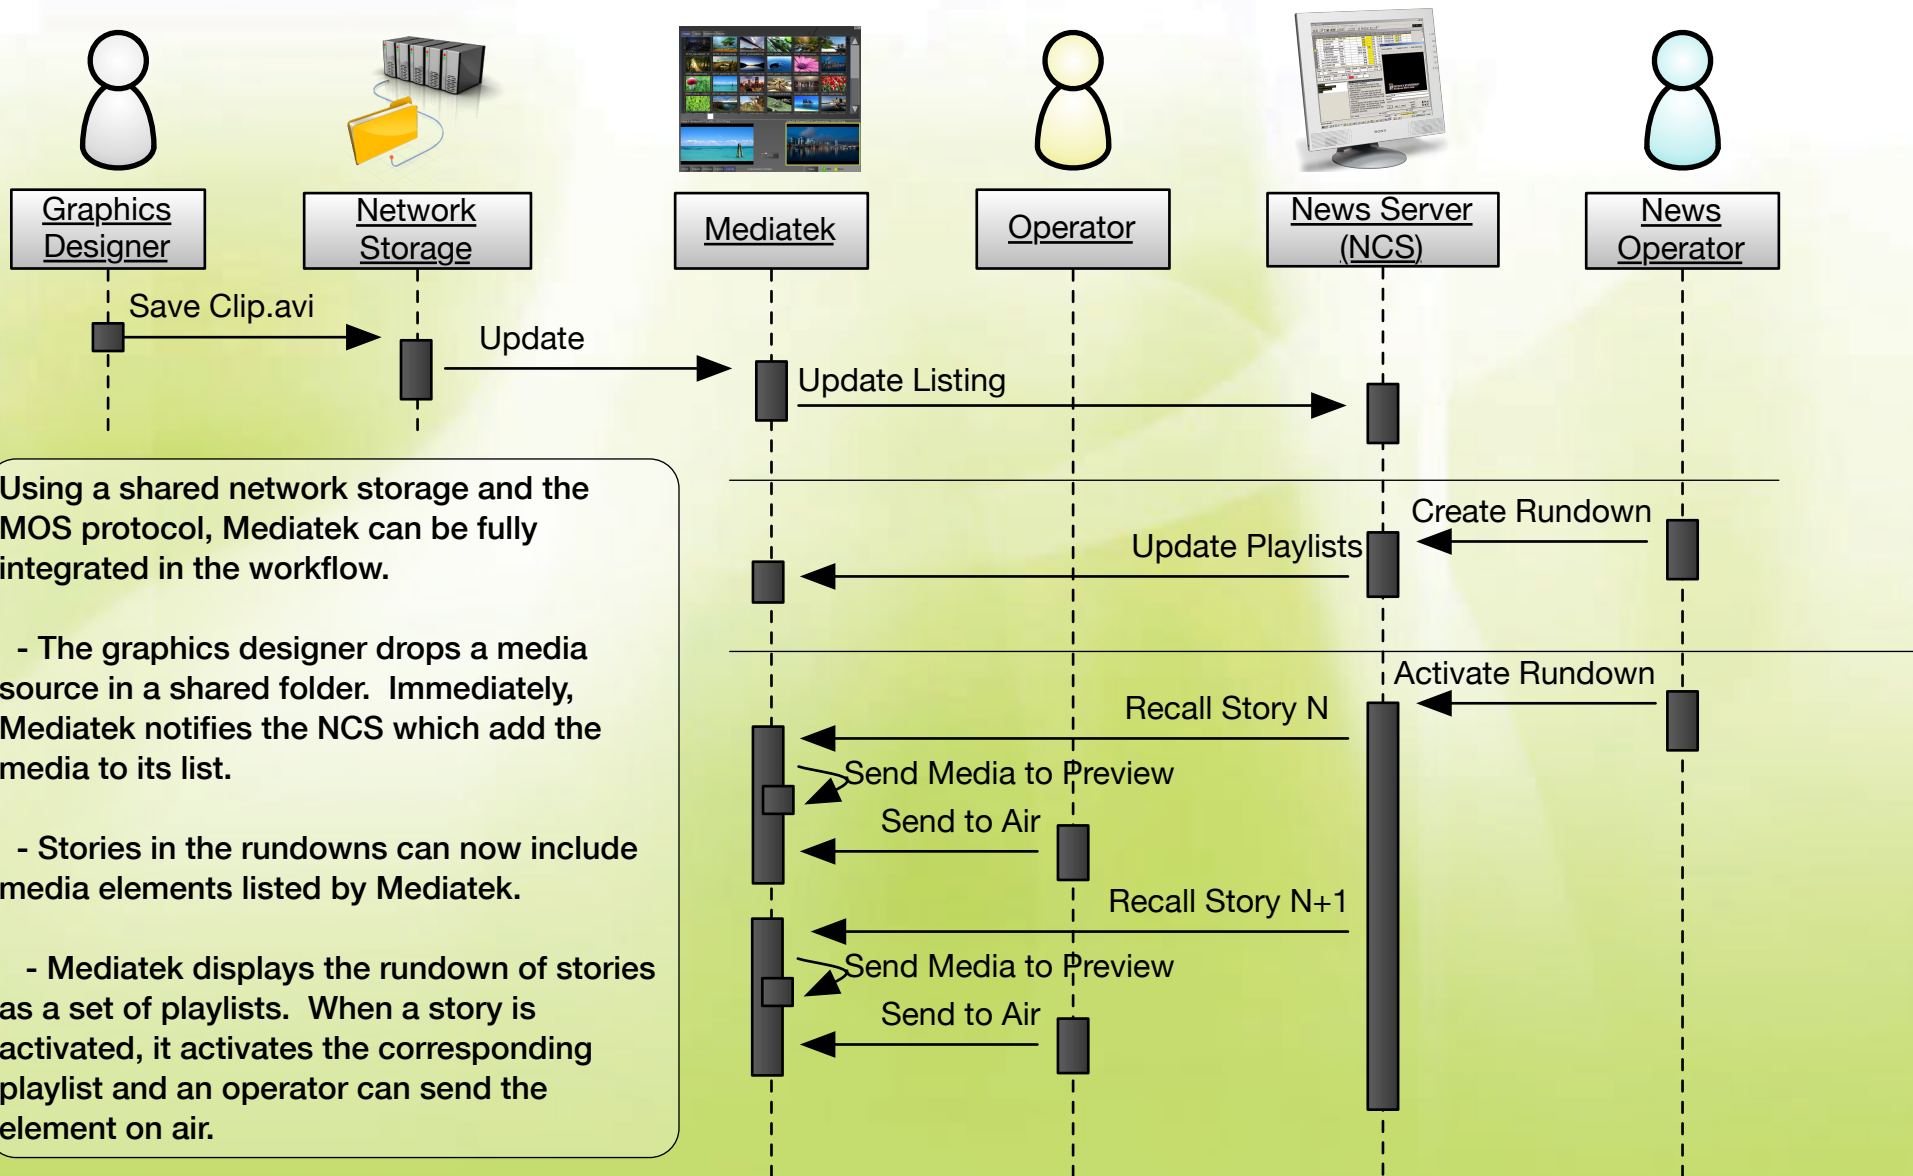 Graphics
Designer
Network
Storage
Mediatek
Operator
News Server
(NCS)
News
Operator
Save Clip.avi
Update
Update Listing
Using a shared network storage and the
MOS protocol, Mediatek can be fully
integrated in the workflow.
- The graphics designer drops a media
source in a shared folder.  Immediately,
Mediatek notifies the NCS which add the
media to its list.
- Stories in the rundowns can now include
media elements listed by Mediatek.
- Mediatek displays the rundown of stories
as a set of playlists.  When a story is
activated, it activates the corresponding
playlist and an operator can send the
element on air.
Create Rundown
Update Playlists
Activate Rundown
Recall Story N
Send Media to Preview
Send to Air
Recall Story N+1
Send Media to Preview
Send to Air